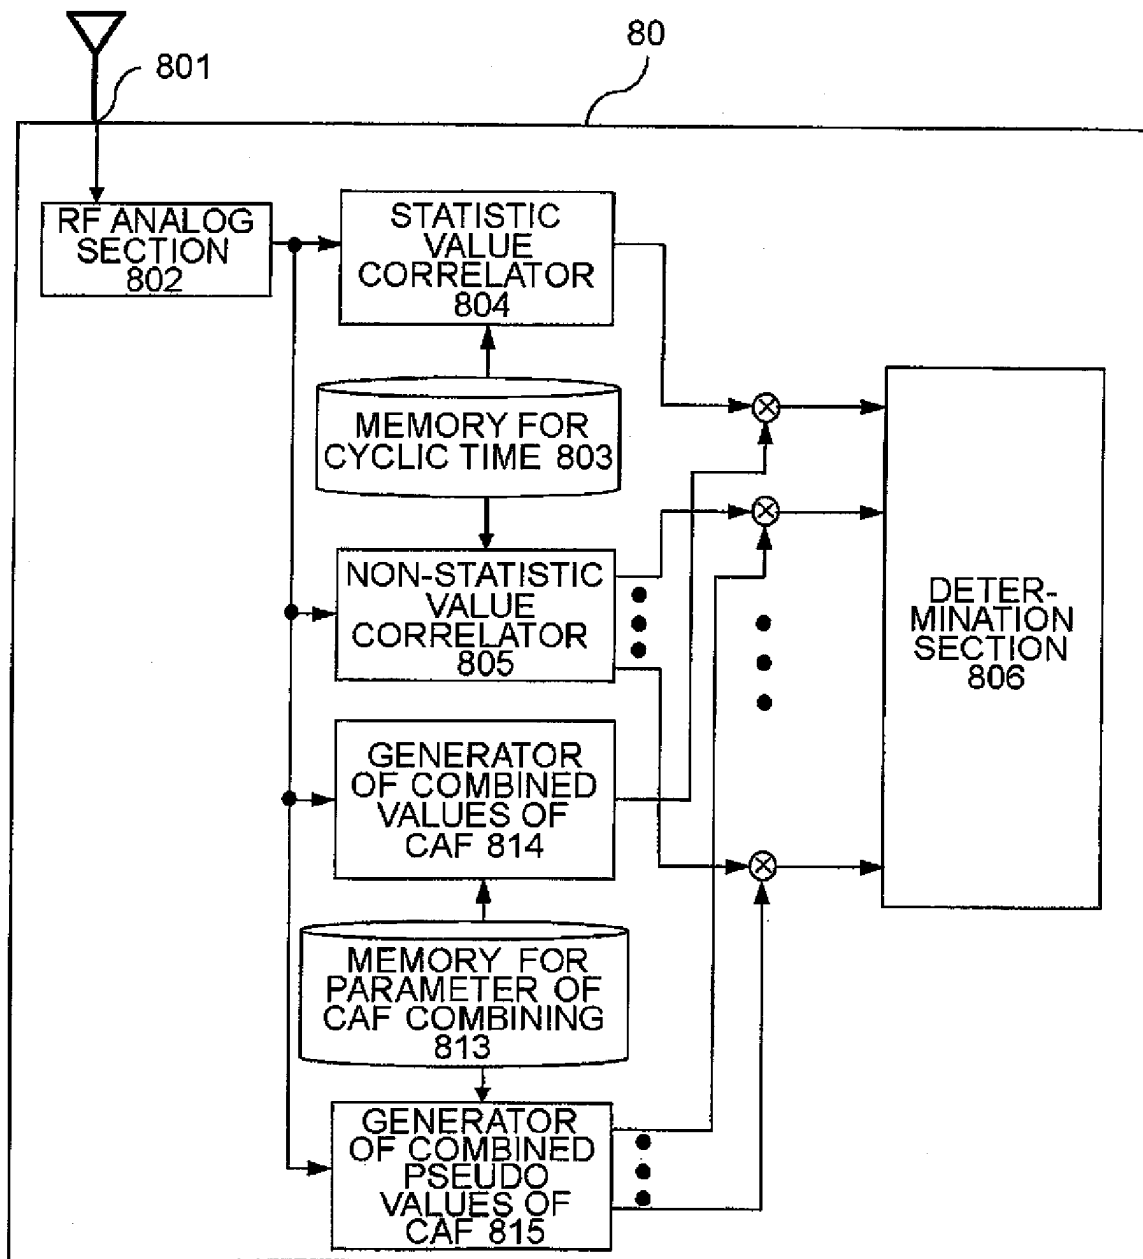 801
80
RF ANALOG
SECTION
802
STATISTIC
VALUE
CORRELATOR
804
MEMORY FOR
CYCLIC TIME 803
NON-STATISTIC
VALUE
CORRELATOR
805
GENERATOR
OF COMBINED
VALUES OF
CAF 814
MEMORY FOR
PARAMETER OF
CAF COMBINING
813
GENERATOR
OF COMBINED
PSEUDO
VALUES OF
CAF 815
DETER-
MINATION
SECTION
806